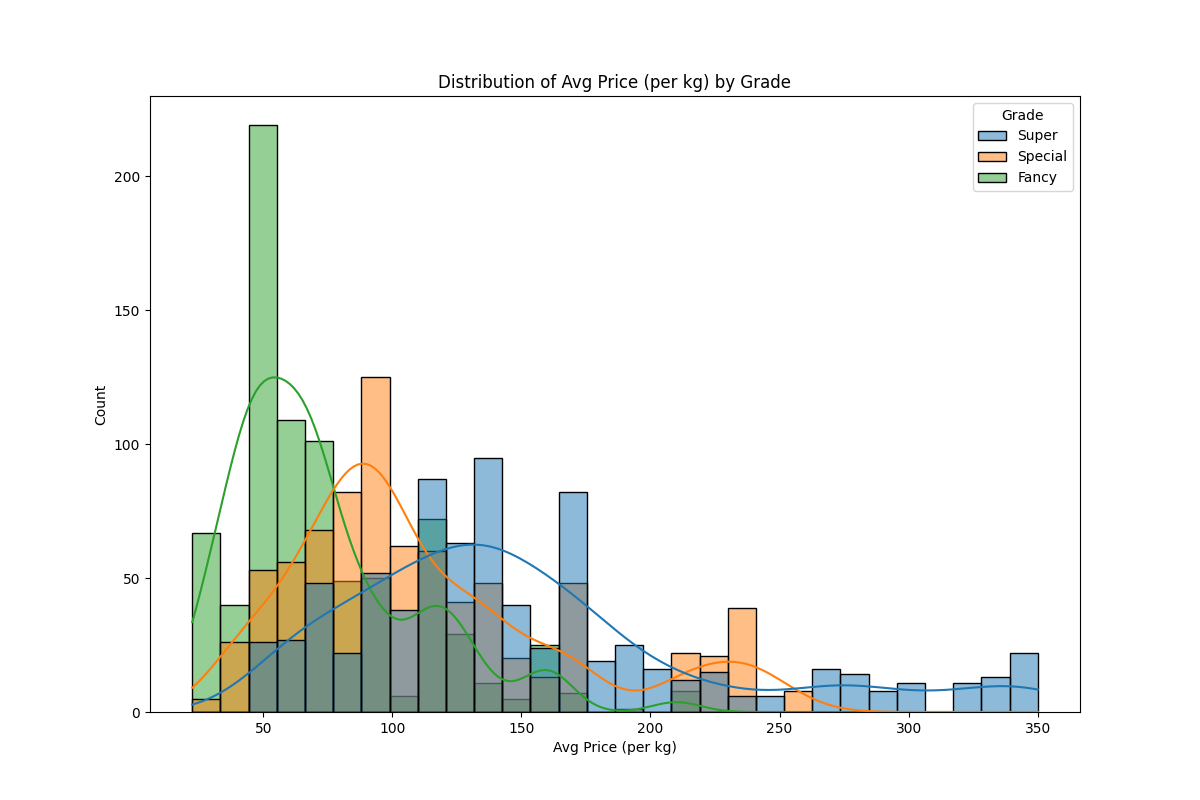 Distribution of Avg Price (per kg) by Grade
Grade
Super
Special
Fancy
200
150
100
50
0
Count
50 100 150 200 250 300 350
Avg Price (per kg)